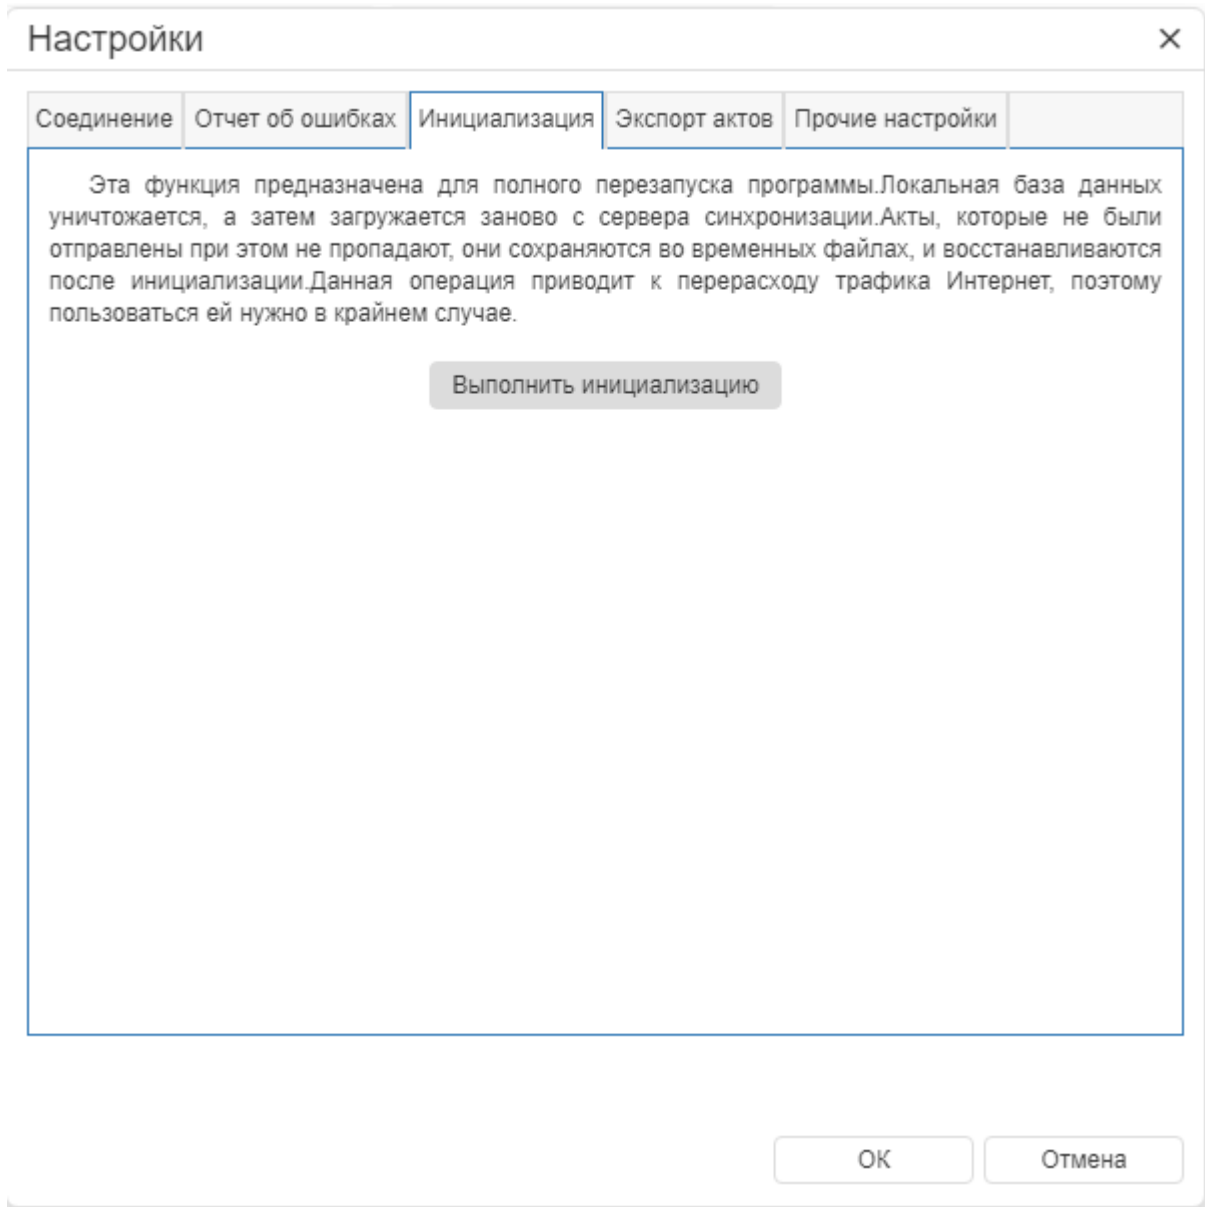 Настройки
Соединение Отчет об ошибках Инициализация Экспорт актов Прочие настройки
Эта функция предназначена для полного перезапуска программы.Локальная база данных
уничтожается, а затем загружается заново с сервера синхронизации.Акты, которые не были
отправлены при этом не пропадают, они сохраняются во временных файлах, и восстанавливаются
после инициализации.Данная операция приводит к перерасходу трафика Интернет, поэтому
пользоваться ей нужно в крайнем случае.
Выполнить инициализацию
ОК Отмена